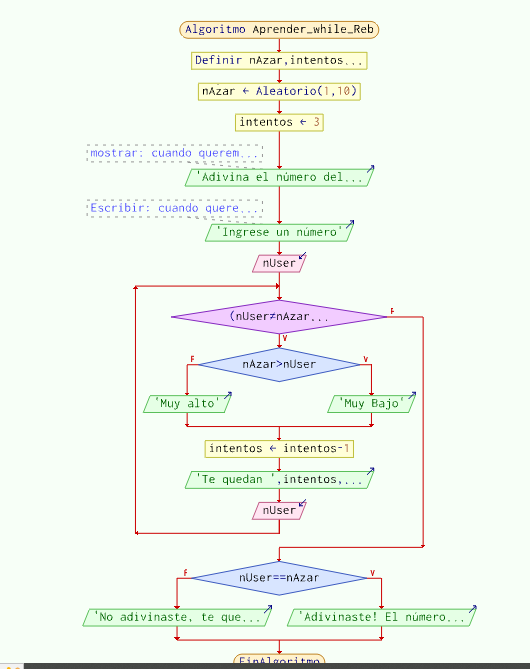 Algoritmo Aprender_while_Reb
Definir nAzar,intentos...
nAzar ← Aleatorio(1,10)
intentos ← 3
mostrar: cuando querem...
'Adivina el número del...
Escribir: cuando quere...
'Ingrese un número'
nUser
(nUser≠nAzar...
F
V
nAzar>nUser
F
V
'Muy alto'
'Muy Bajo'
intentos ← intentos-1
'Te quedan ',intentos,...
nUser
nUser==nAzar
F
V
'No adivinaste, te que...
'Adivinaste! El número...
FinAlgoritmo